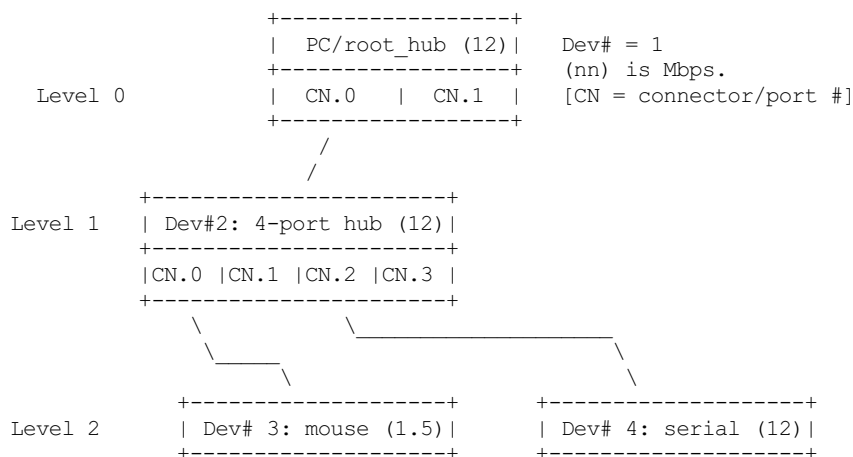 PC/root_hub (12) Dev# = 1
(nn) is Mbps.
Level 0 CN.0 | CN.1 [CN = connector/port #]
Level 1 Dev#2: 4-port hub (12)
CN.0 |CN.1 |CN.2 |CN.3
Level 2 Dev# 3: mouse (1.5) Dev# 4: serial (12)